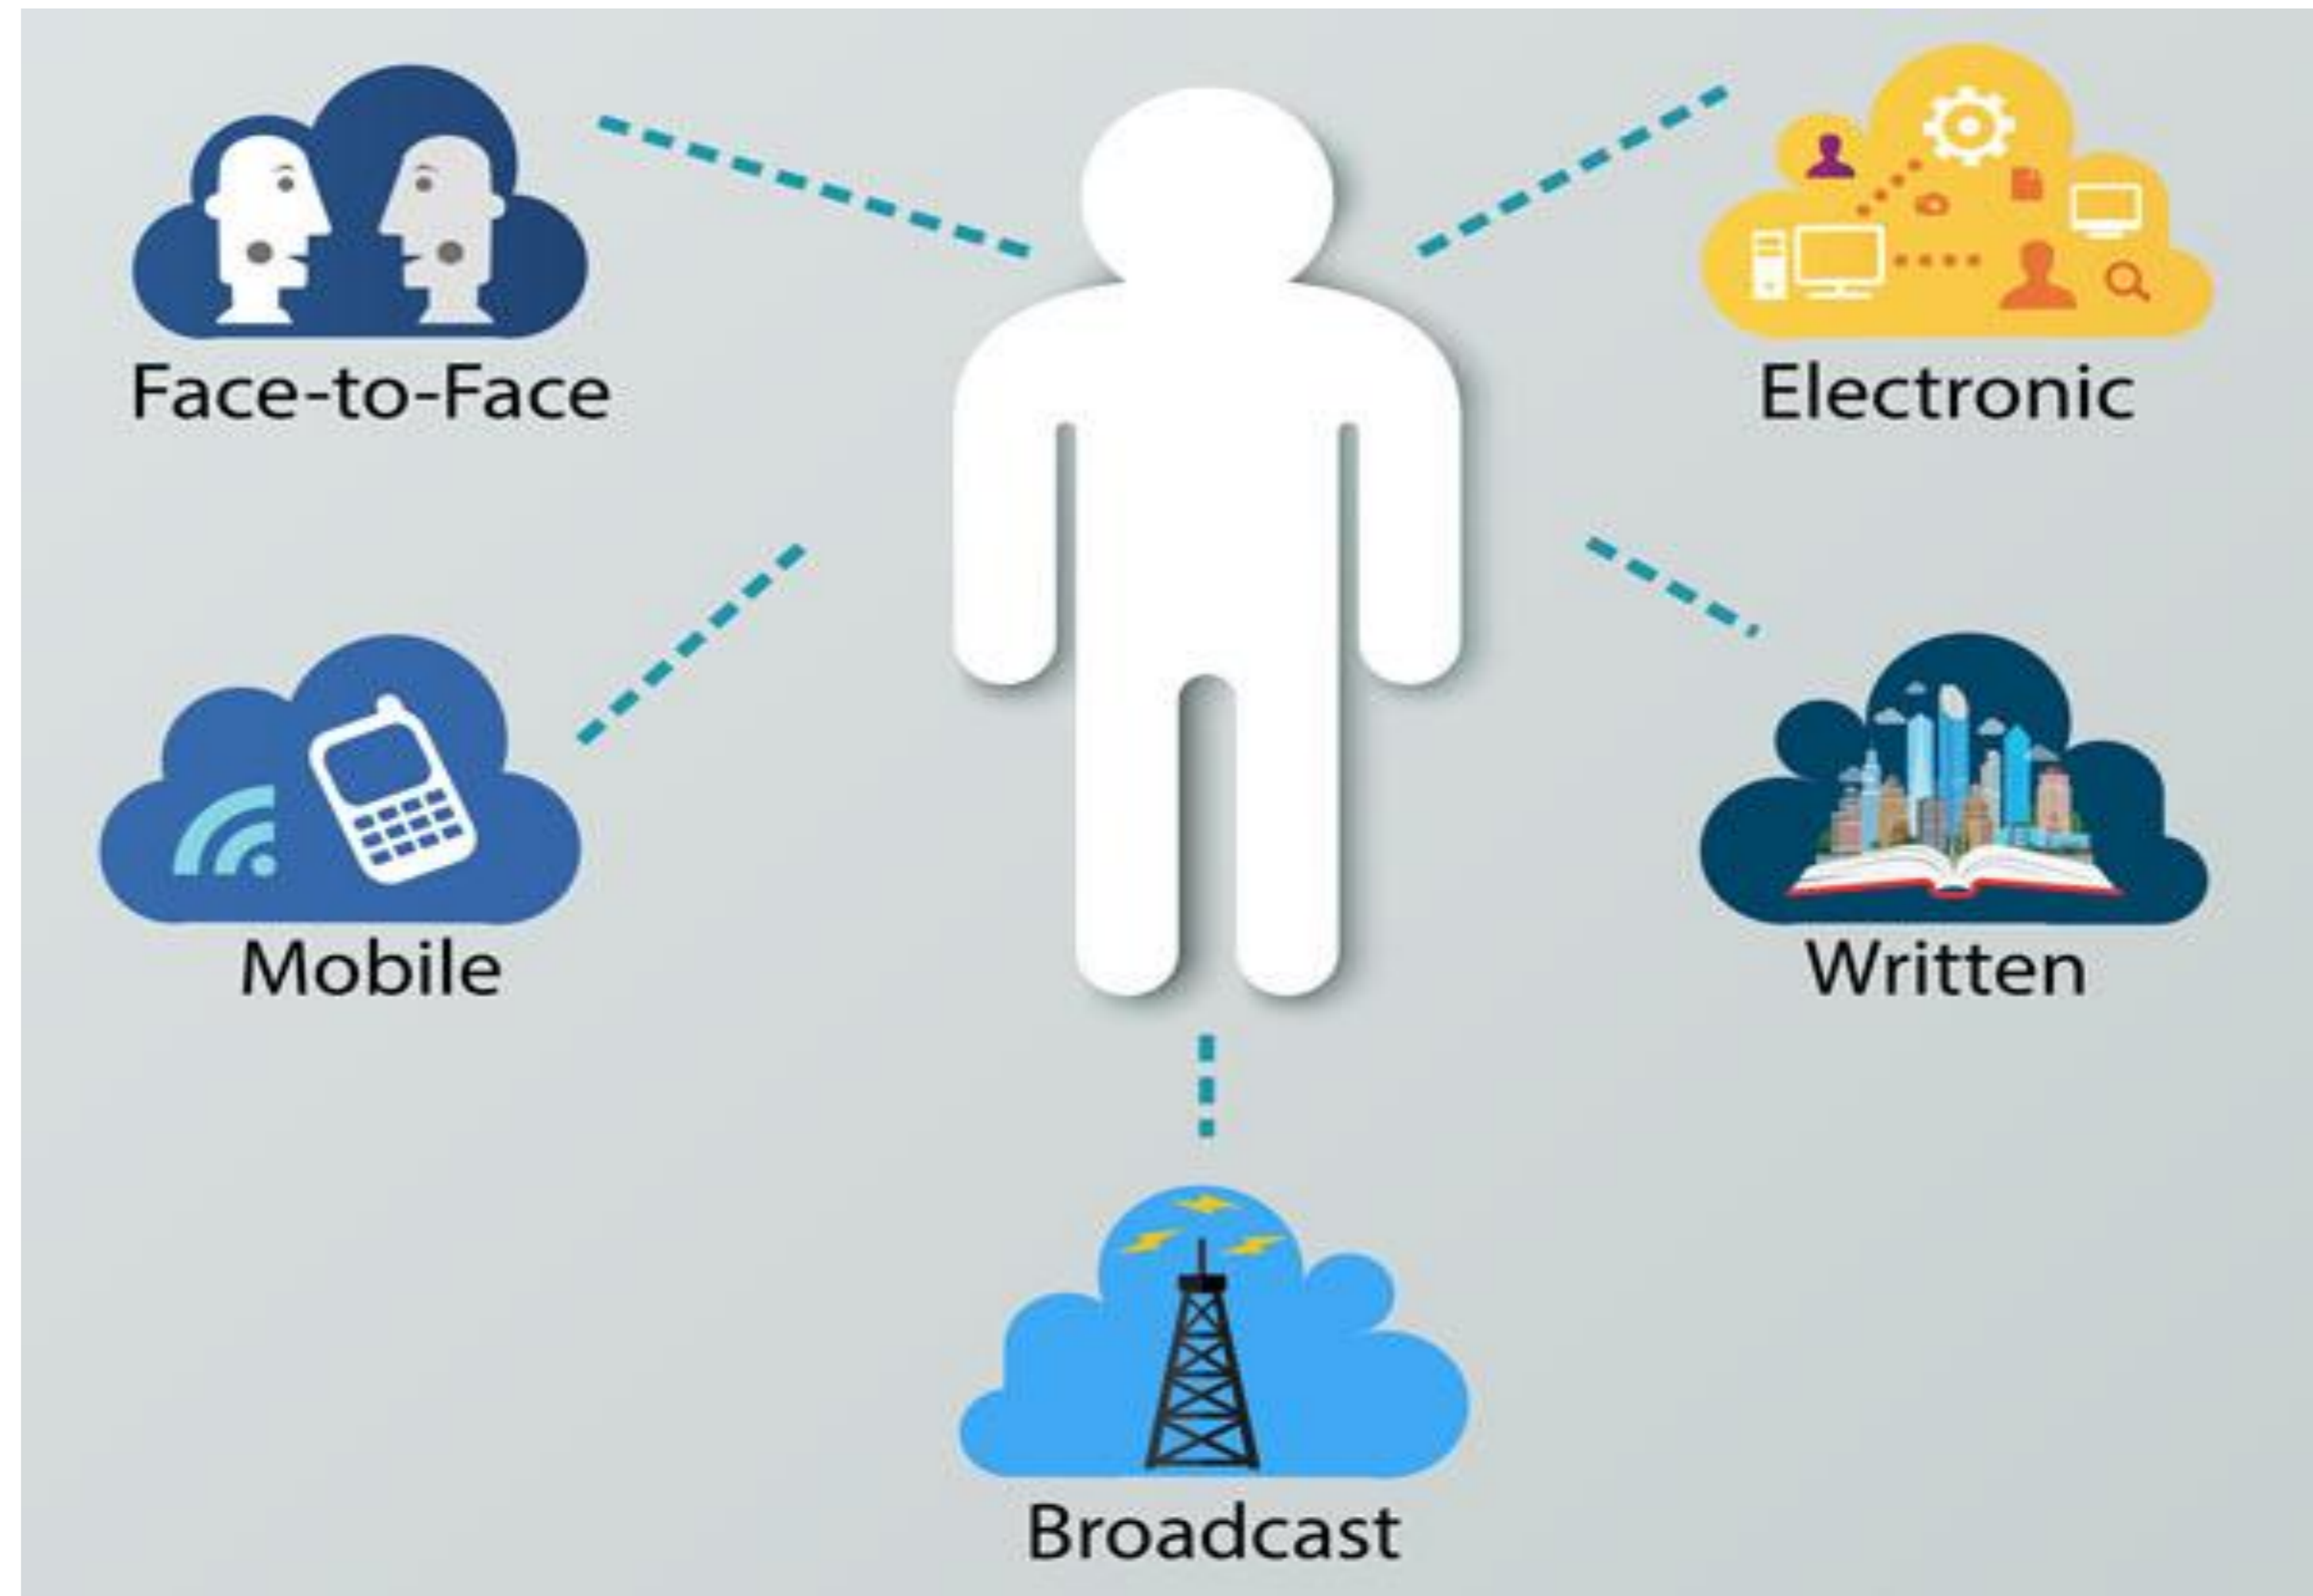 Face-to-Face
Electronic
Mobile
Written
Broadcast